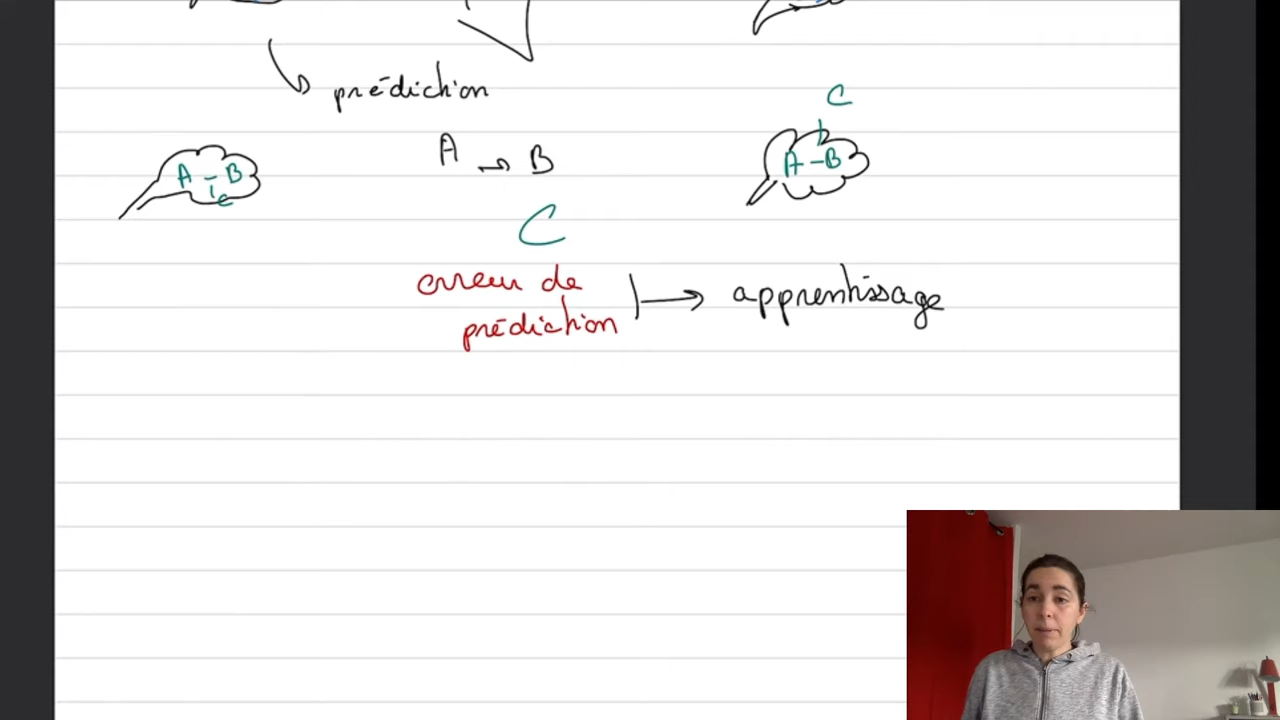 prédiction
C
A → B
A - B
A - B
C
C
erreur de
prédiction
apprentissage